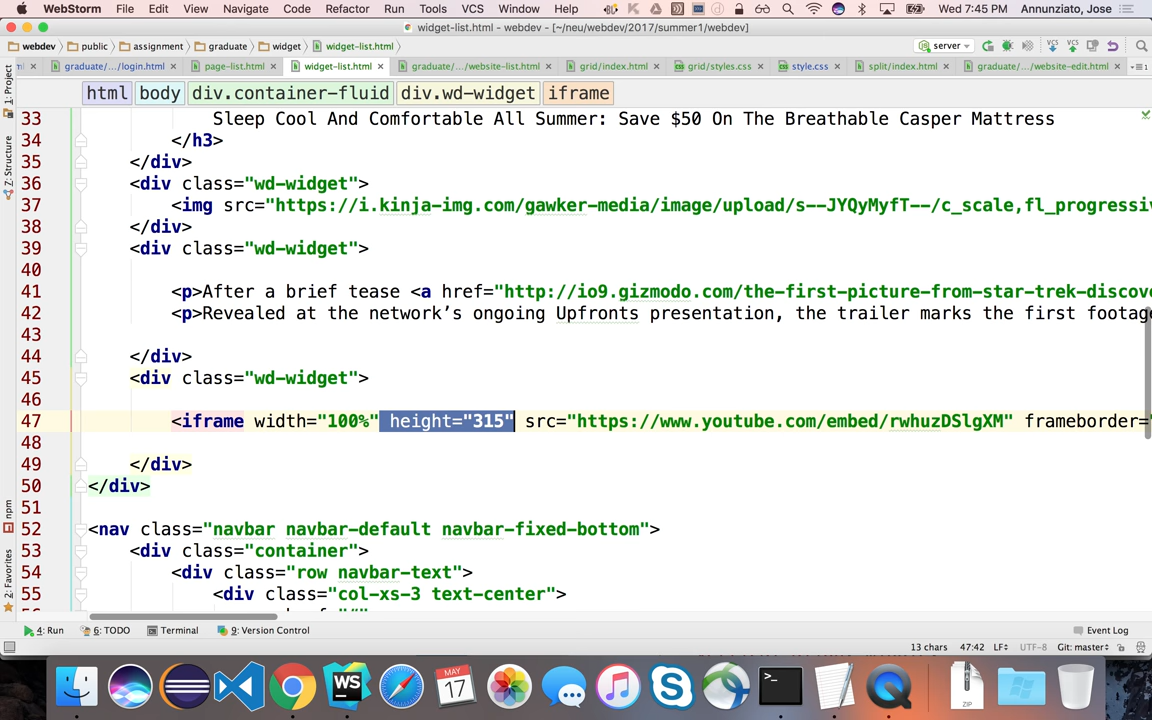 WebStorm File Edit View Navigate Code Refactor Run Tools VCS Window Help Wed 7:45 PM Annunziato, Jose
widget-list.html - webdev - [~/neu/webdev/2017/summer1/webdev]
webdev public assignment graduate widget widget-list.html server VCS VCS
graduate/.../login.html page-list.html widget-list.html graduate/.../website-list.html grid/index.html grid/styles.css style.css split/index.html graduate/.../website-edit.html
1: Project
Z: Structure
npm
2: Favorites
html body div.container-fluid div.wd-widget iframe
33 Sleep Cool And Comfortable All Summer: Save $50 On The Breathable Casper Mattress
34 </h3>
35 </div>
36 <div class="wd-widget">
37 <img src="https://i.kinja-img.com/gawker-media/image/upload/s--JYQyMyfT--/c_scale,fl_progressiv
38 </div>
39 <div class="wd-widget">
40
41 <p>After a brief tease <a href="http://io9.gizmodo.com/the-first-picture-from-star-trek-discove
42 <p>Revealed at the network’s ongoing Upfronts presentation, the trailer marks the first footage
43
44 </div>
45 <div class="wd-widget">
46
47 <iframe width="100%" height="315" src="https://www.youtube.com/embed/rwhuzDSlgXM" frameborder=
48
49 </div>
50 </div>
51
52 <nav class="navbar navbar-default navbar-fixed-bottom">
53 <div class="container">
54 <div class="row navbar-text">
55 <div class="col-xs-3 text-center">
4: Run 6: TODO Terminal 9: Version Control Event Log
13 chars 47:42 LF UTF-8 Git: master
WS
MAY
17
ZIP